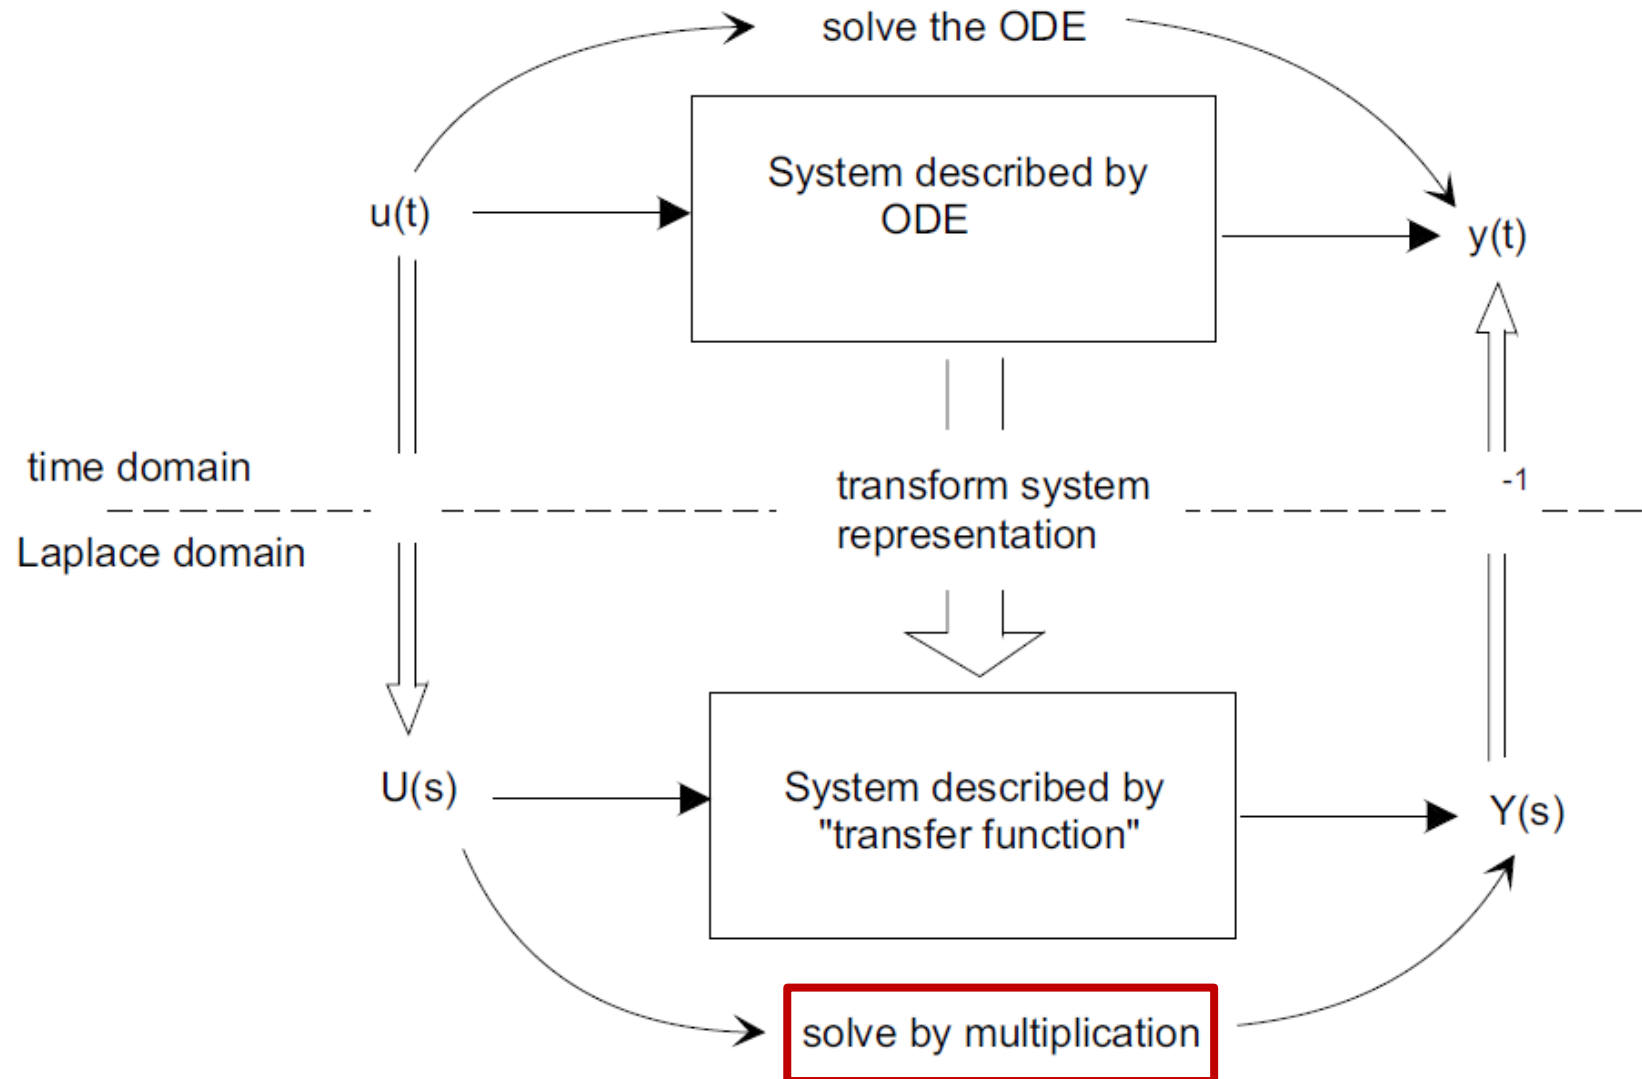 solve the ODE
System described by
ODE
u(t)
y(t)
time domain
transform system
representation
-1
Laplace domain
U(s)
System described by
"transfer function"
Y(s)
solve by multiplication